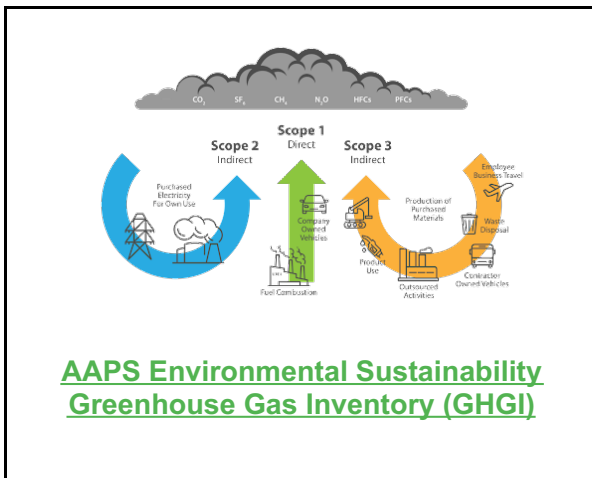 CO₂ SF₆ CH₄ N₂O HFCs PFCs
Scope 1
Direct
Scope 2
Indirect
Scope 3
Indirect
Purchased
Electricity
For Own Use
Company
Owned
Vehicles
Fuel Combustion
Employee
Business Travel
Production of
Purchased
Materials
Waste
Disposal
Product
Use
Outsourced
Activities
Contractor
Owned Vehicles
AAPS Environmental Sustainability
Greenhouse Gas Inventory (GHGI)